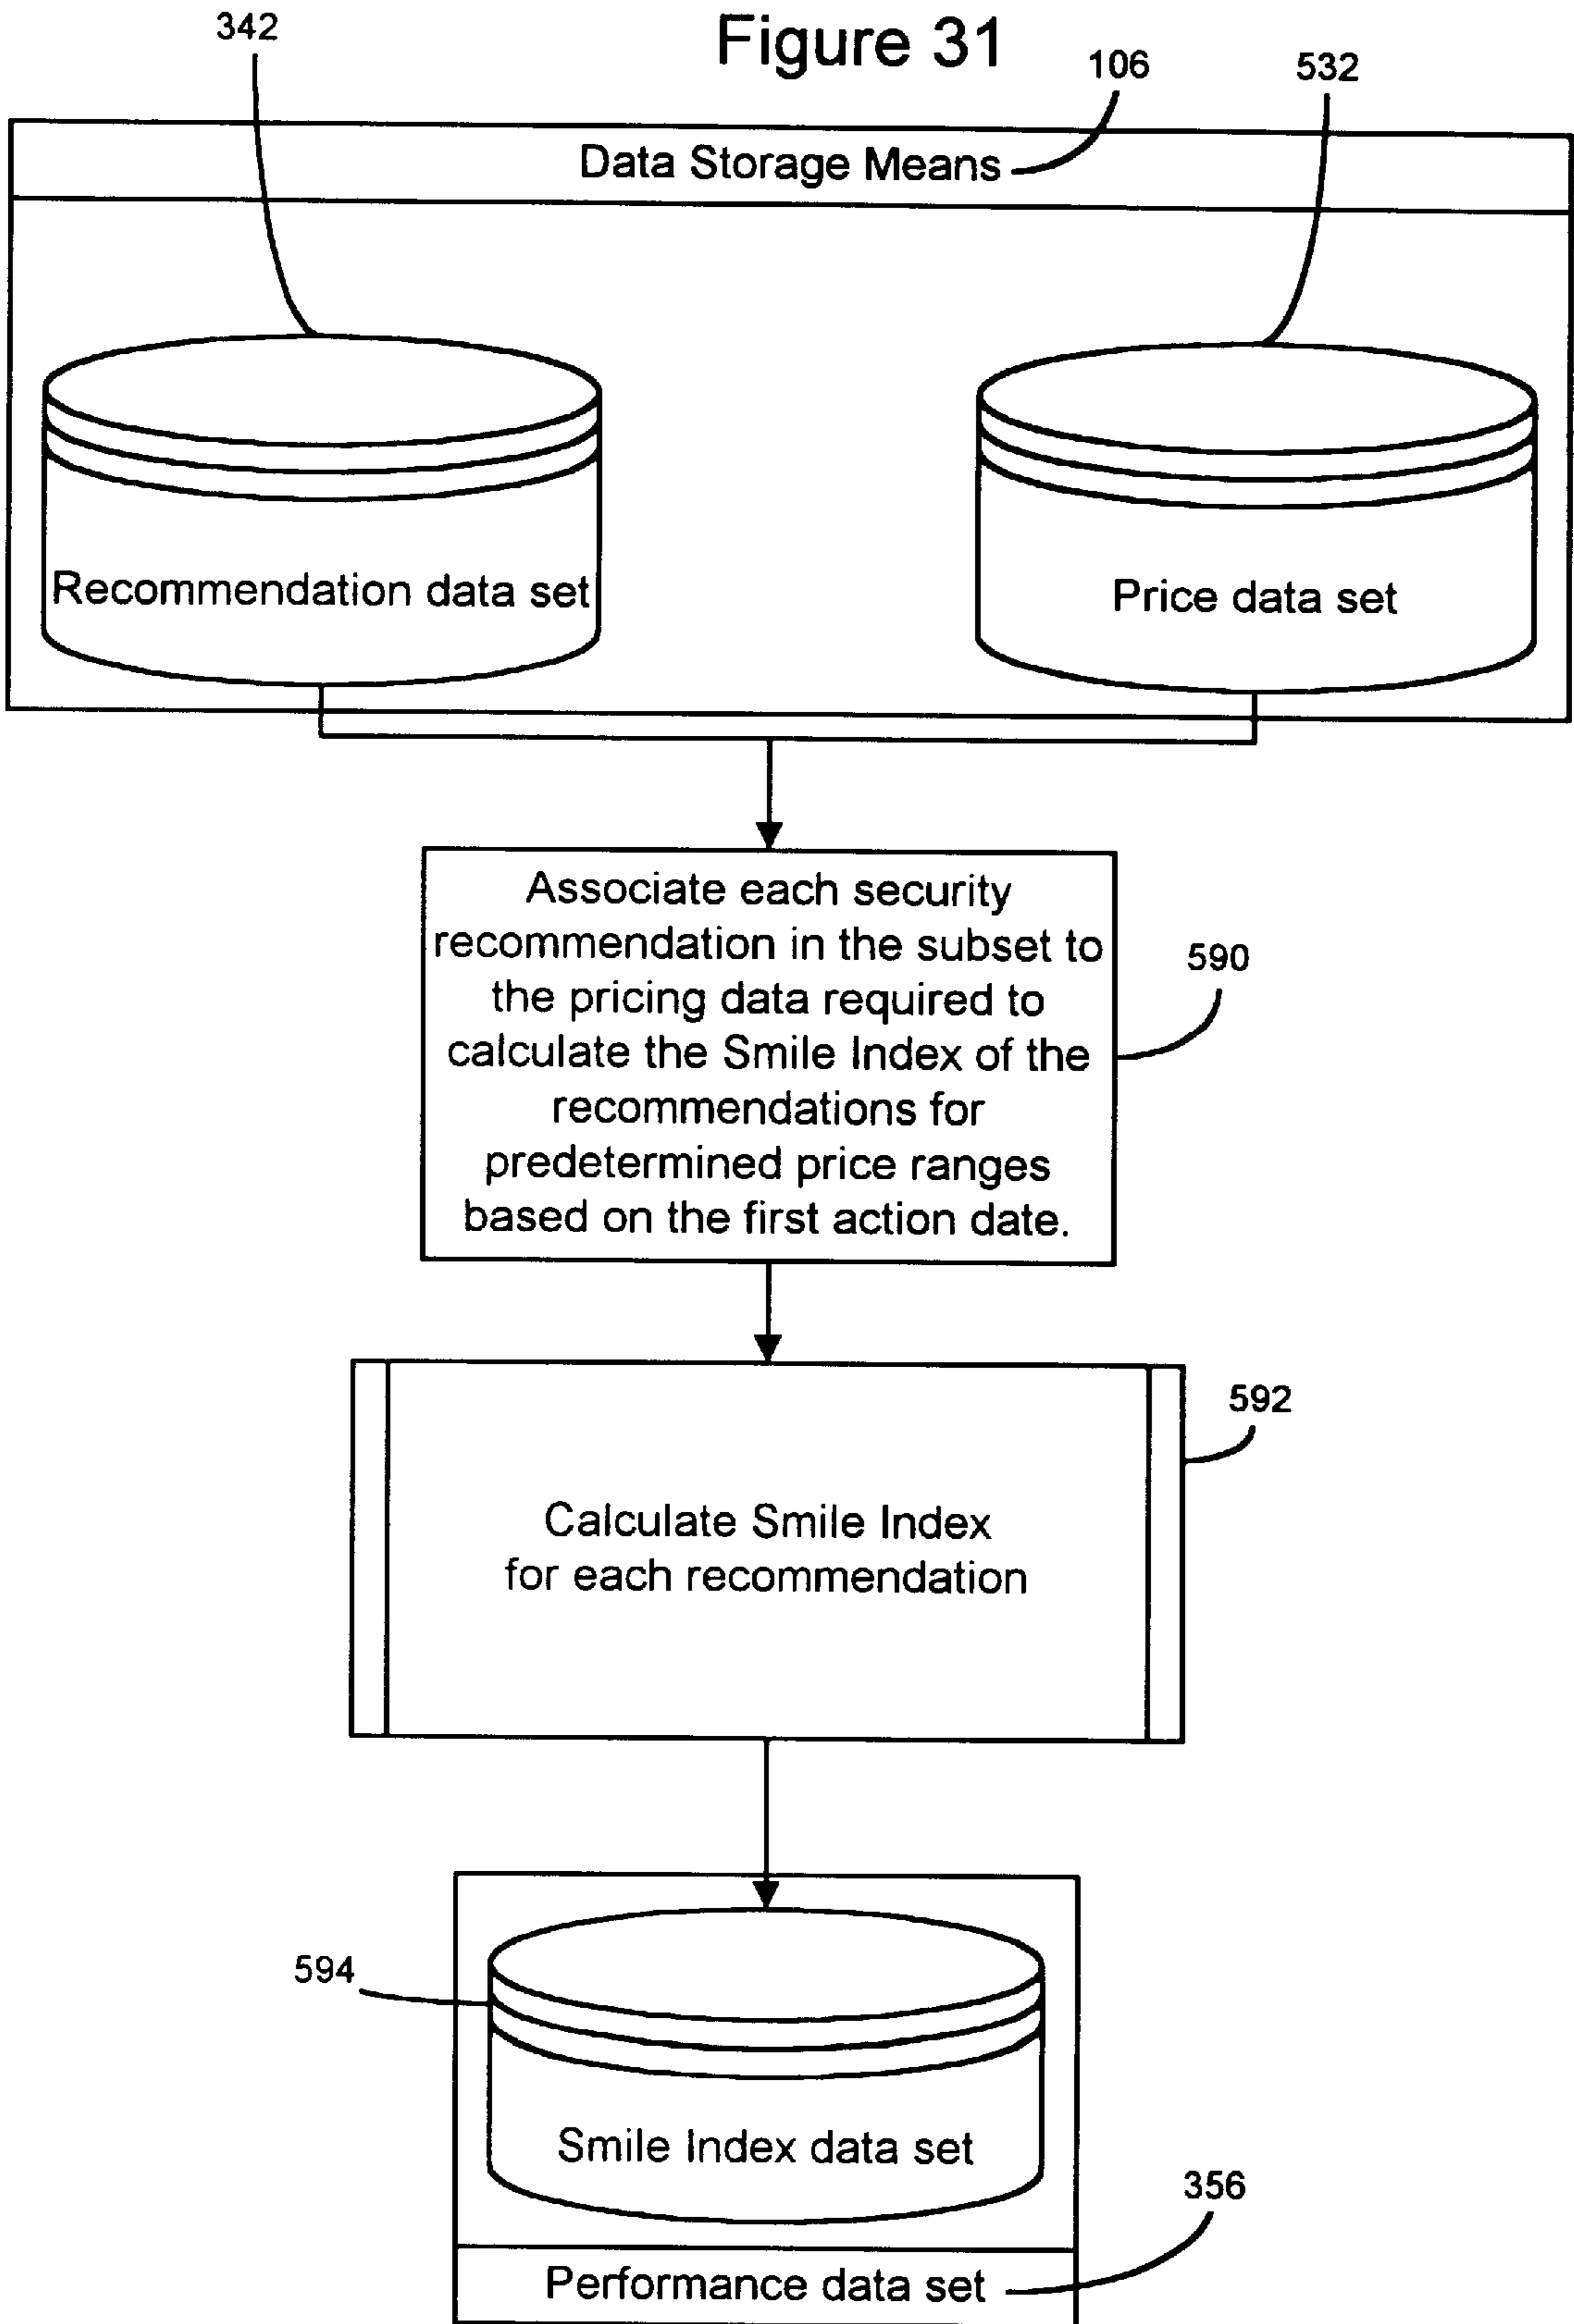 Figure 31
342
106
532
Data Storage Means
Recommendation data set
Price data set
Associate each security
recommendation in the subset to
the pricing data required to
calculate the Smile Index of the
recommendations for
predetermined price ranges
based on the first action date.
590
592
Calculate Smile Index
for each recommendation
594
Smile Index data set
356
Performance data set